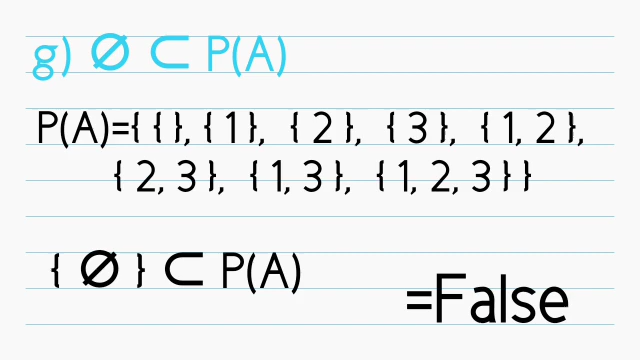 g) ∅ ⊂ P(A)
P(A)={ { }, { 1 }, { 2 }, { 3 }, { 1, 2 },
{ 2, 3 }, { 1, 3 }, { 1, 2, 3 } }
{ ∅ } ⊂ P(A)
=False